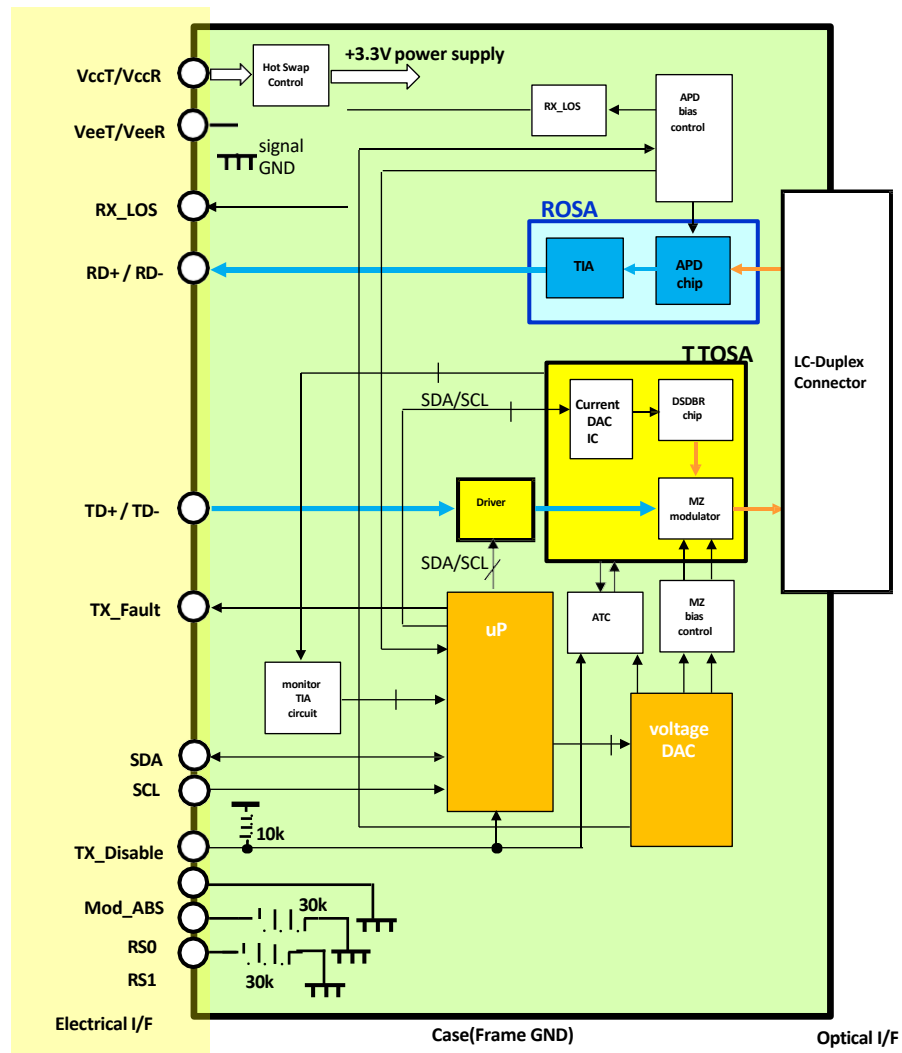 +3.3V power supply
Hot Swap
Control
VccT/VccR
VeeT/VeeR
signal
GND
RX_LOS
APD
bias
control
RX_LOS
ROSA
RD+ / RD-
TIA
APD
chip
LC-Duplex
Connector
T TOSA
SDA/SCL
Current
DAC
IC
DSDBR
chip
TD+ / TD-
Driver
MZ
modulator
SDA/SCL
TX_Fault
uP
ATC
MZ
bias
control
monitor
TIA
circuit
voltage
DAC
SDA
SCL
10k
TX_Disable
Mod_ABS
30k
RS0
RS1
30k
Electrical I/F
Case(Frame GND)
Optical I/F